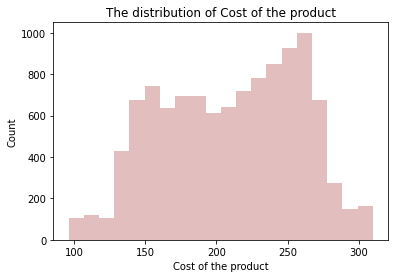 The distribution of Cost of the product
1000
800
600
400
200
0
Count
100 150 200 250 300
Cost of the product